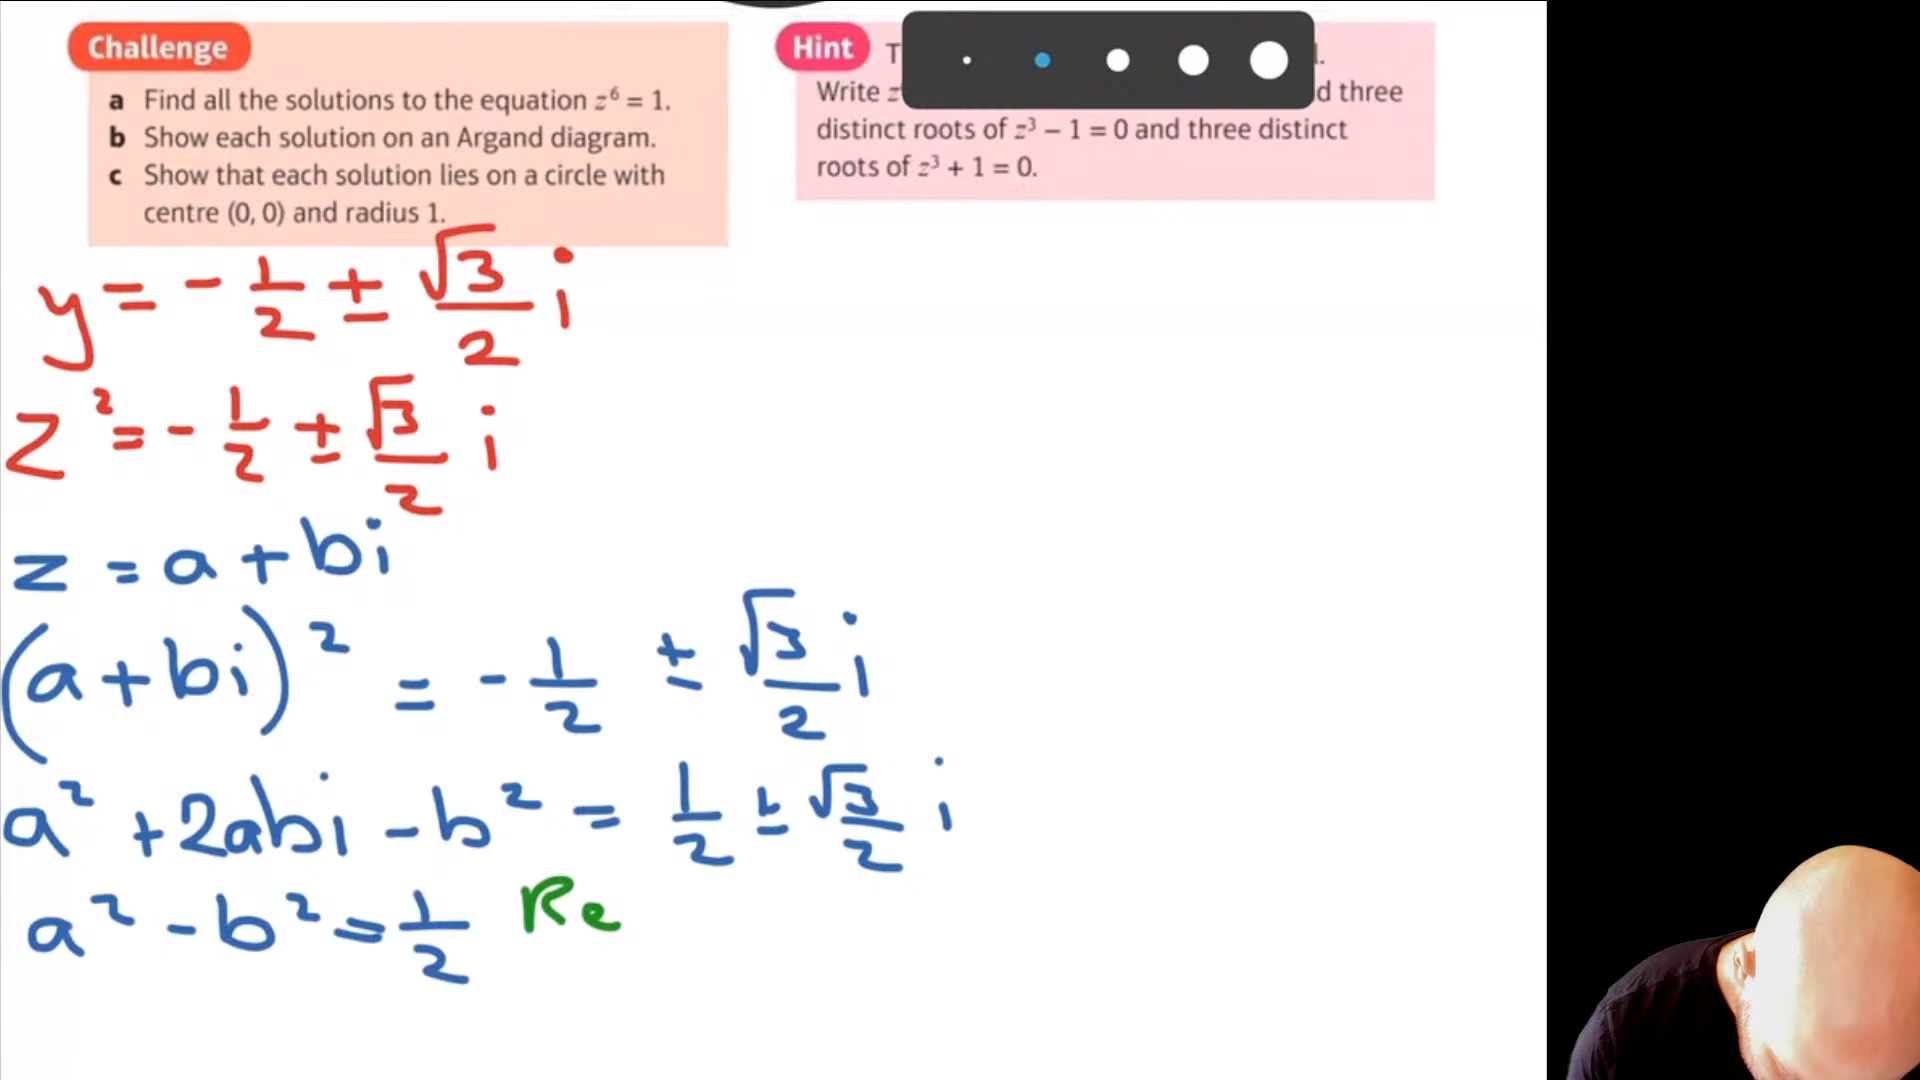 Challenge
a Find all the solutions to the equation z⁶ = 1.
b Show each solution on an Argand diagram.
c Show that each solution lies on a circle with
centre (0, 0) and radius 1.
Hint
Write z d three
distinct roots of z³ − 1 = 0 and three distinct
roots of z³ + 1 = 0.
y = - 1/2 ± √3/2 i
z² = - 1/2 ± √3/2 i
z = a + bi
(a + bi)² = - 1/2 ± √3/2 i
a² + 2abi - b² = 1/2 ± √3/2 i
a² - b² = 1/2 Re